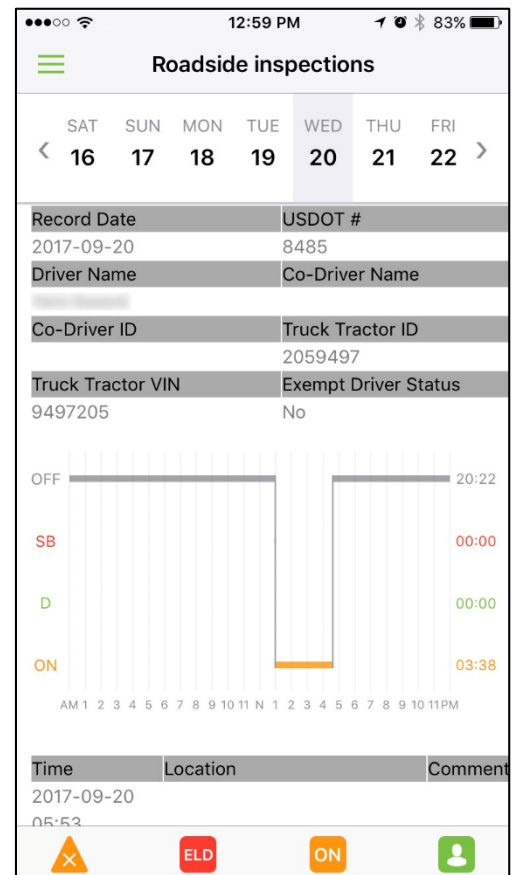 12:59 PM 83%
Roadside inspections
SAT SUN MON TUE WED THU FRI
16 17 18 19 20 21 22
Record Date USDOT #
2017-09-20 8485
Driver Name Co-Driver Name
Co-Driver ID Truck Tractor ID
2059497
Truck Tractor VIN Exempt Driver Status
9497205 No
OFF 20:22
SB 00:00
D 00:00
ON 03:38
AM 1 2 3 4 5 6 7 8 9 10 11 N 1 2 3 4 5 6 7 8 9 10 11 PM
Time Location Comment
2017-09-20
05:53
ELD ON